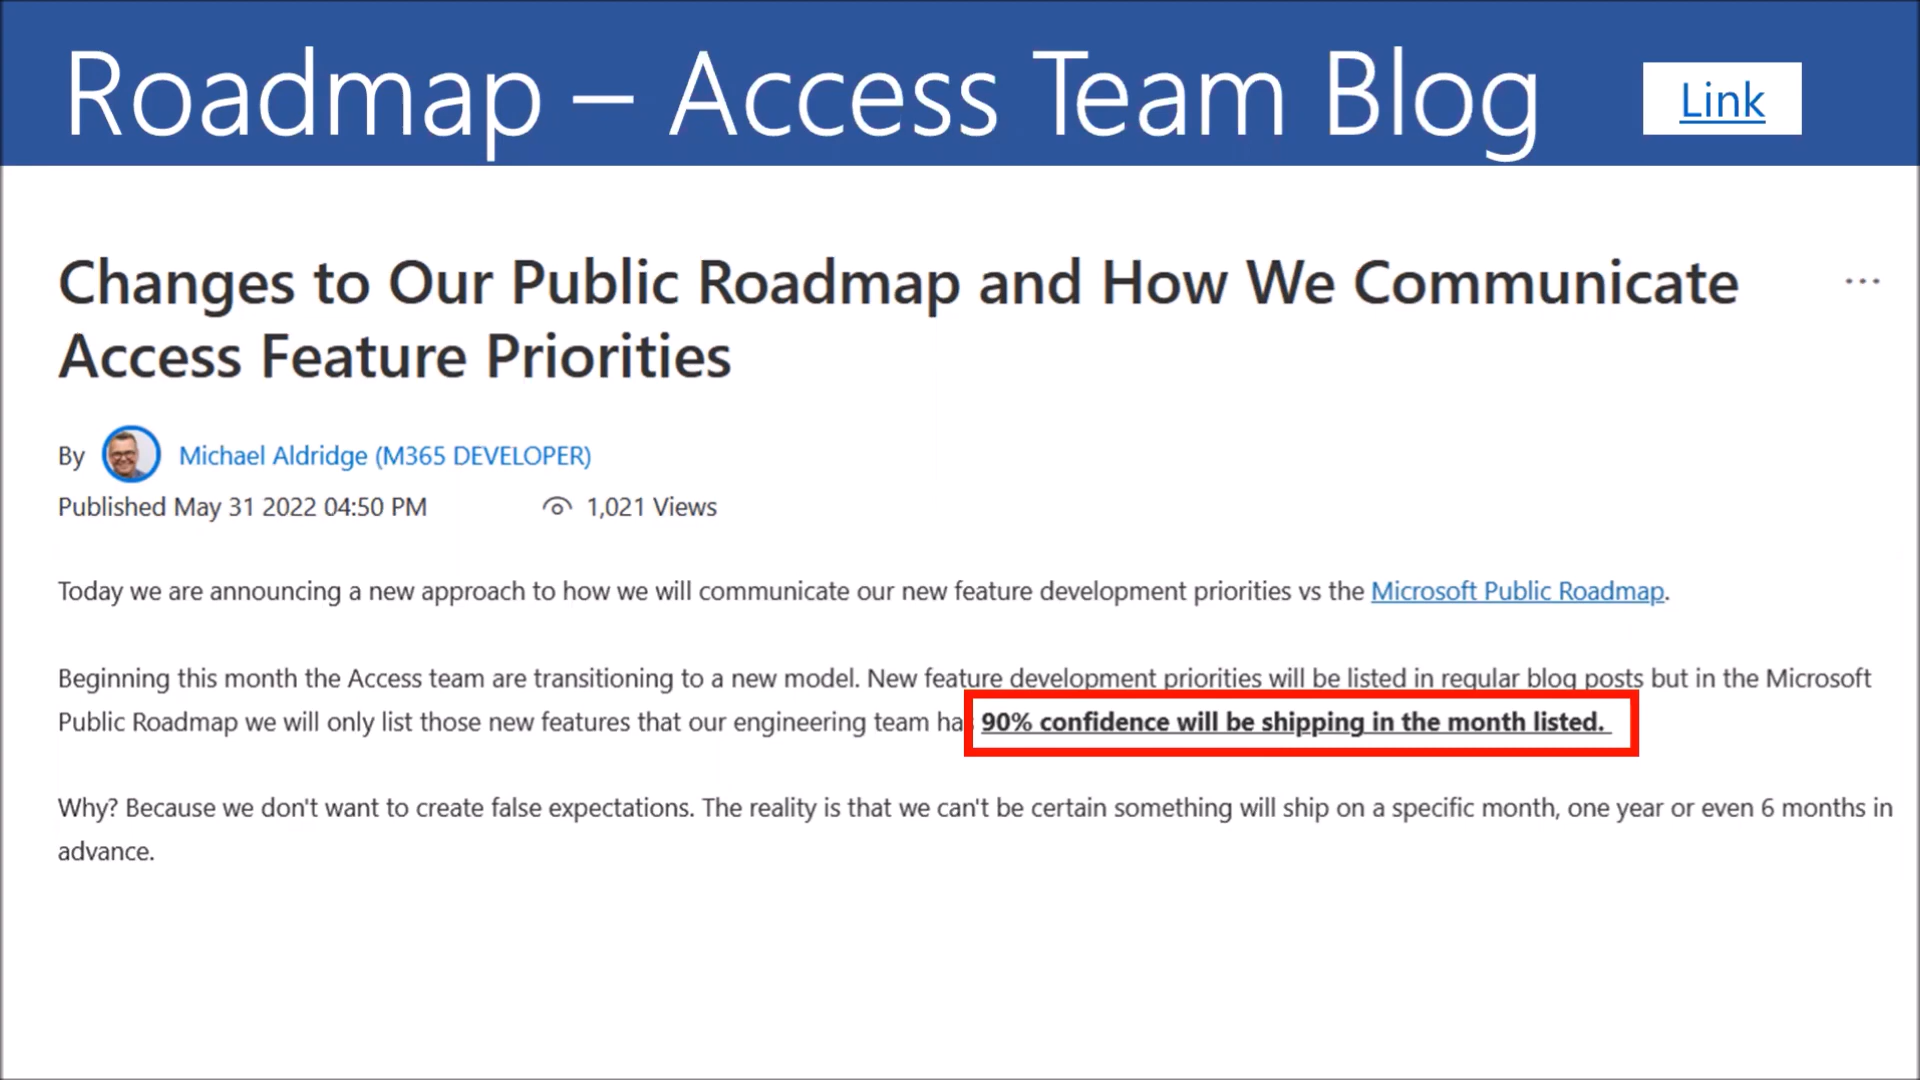 Roadmap – Access Team Blog
Link
Changes to Our Public Roadmap and How We Communicate
...
Access Feature Priorities
By Michael Aldridge (M365 DEVELOPER)
Published May 31 2022 04:50 PM 1,021 Views
Today we are announcing a new approach to how we will communicate our new feature development priorities vs the Microsoft Public Roadmap.
Beginning this month the Access team are transitioning to a new model. New feature development priorities will be listed in regular blog posts but in the Microsoft
Public Roadmap we will only list those new features that our engineering team ha 90% confidence will be shipping in the month listed.
Why? Because we don't want to create false expectations. The reality is that we can't be certain something will ship on a specific month, one year or even 6 months in
advance.